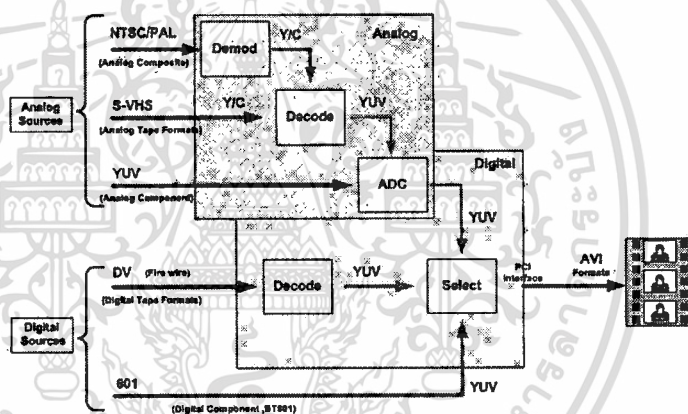 NTSC/PAL
(Analog Composite)
Demod
Y/C
Analog
Analog Sources
S-VHS
(Analog Tape Formats)
Y/C
Decode
YUV
Digital
YUV
(Analog Component)
ADC
YUV
DV (Fire wire)
(Digital Tape Formats)
Decode
YUV
Select
PCI Interface
AVI Formats
Digital Sources
601
(Digital Component ,BT601)
YUV